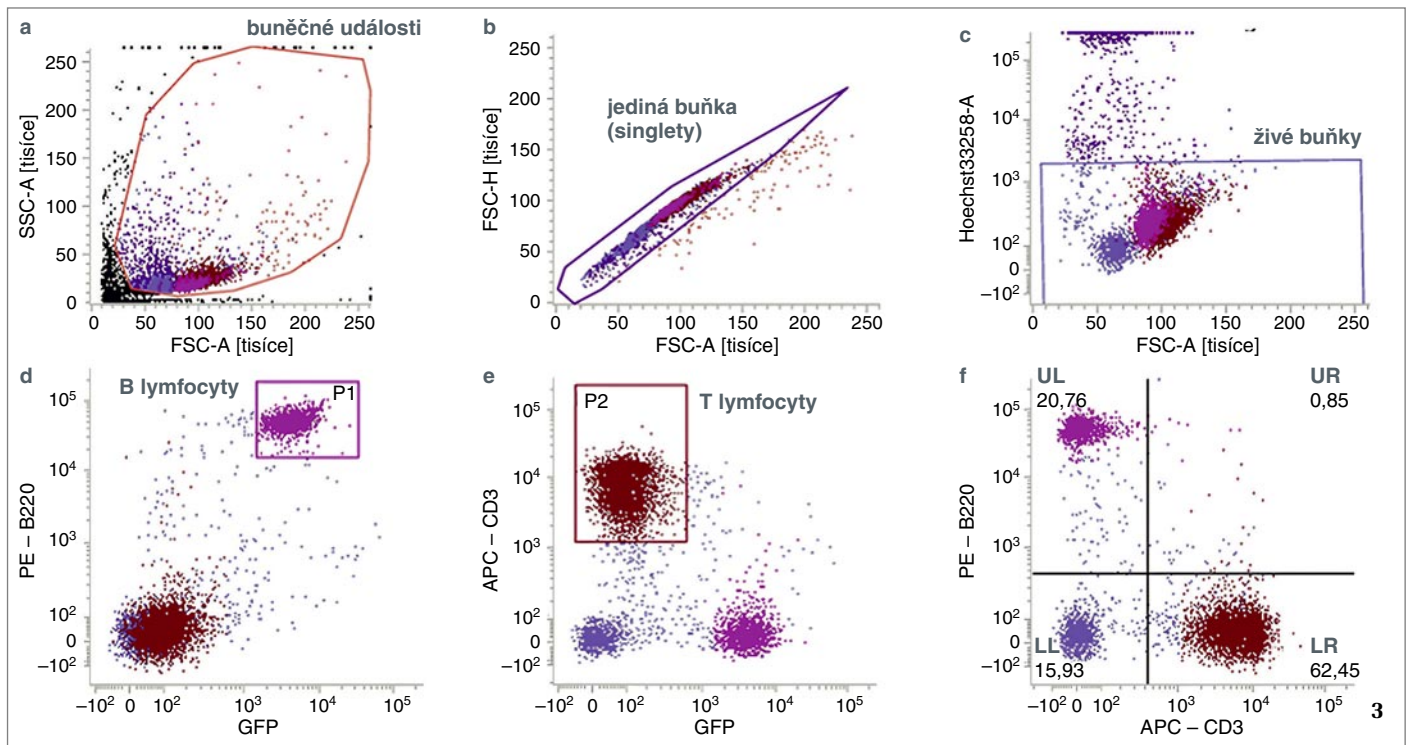 a
buněčné události
SSC-A [tisíce]
250
200
150
100
50
0
0 50 100 150 200 250
FSC-A [tisíce]
b
jediná buňka
(singlety)
FSC-H [tisíce]
250
200
150
100
50
0
0 50 100 150 200 250
FSC-A [tisíce]
c
živé buňky
Hoechst33258-A
10⁵
10⁴
10³
10²
0
–10²
0 50 100 150 200 250
FSC-A [tisíce]
d
B lymfocyty
P1
PE – B220
10⁵
10⁴
10³
10²
0
–10²
–10² 0 10² 10³ 10⁴ 10⁵
GFP
e
P2
T lymfocyty
APC – CD3
10⁵
10⁴
10³
10²
0
–10²
–10² 0 10² 10³ 10⁴ 10⁵
GFP
f
UL
20,76
UR
0,85
PE – B220
10⁵
10⁴
10³
10²
0
–10²
LL
15,93
LR
62,45
–10² 0 10² 10³ 10⁴ 10⁵
APC – CD3
3